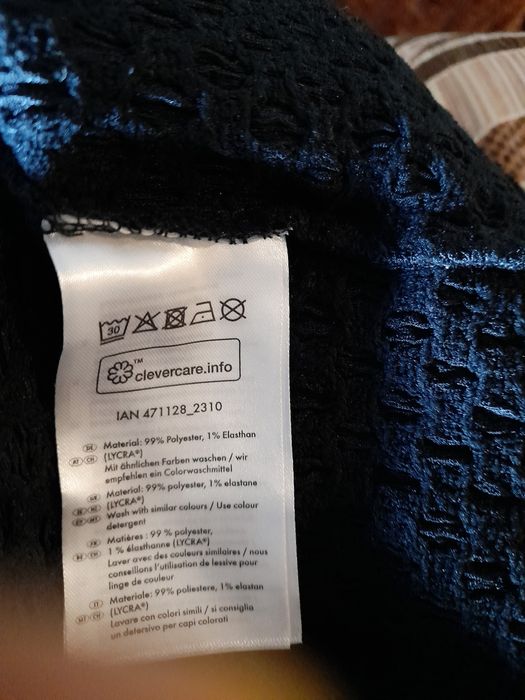 30
clevercare.info
TM
IAN 471128_2310
DE Material: 99% Polyester, 1% Elasthan
AT CH (LYCRA®)
Mit ähnlichen Farben waschen / wir
empfehlen ein Colorwaschmittel
Material: 99% polyester, 1% elastane
(LYCRA®)
Wash with similar colours / Use colour
detergent
FR Matières : 99 % polyester,
BE CH 1 % élasthanne (LYCRA®)
Laver avec des couleurs similaires / nous
conseillons l'utilisation de lessive pour
linge de couleur
IT Materiale: 99% poliestere, 1% elastan
MT CH (LYCRA®)
Lavare con colori simili / si consiglia
un detersivo per capi colorati